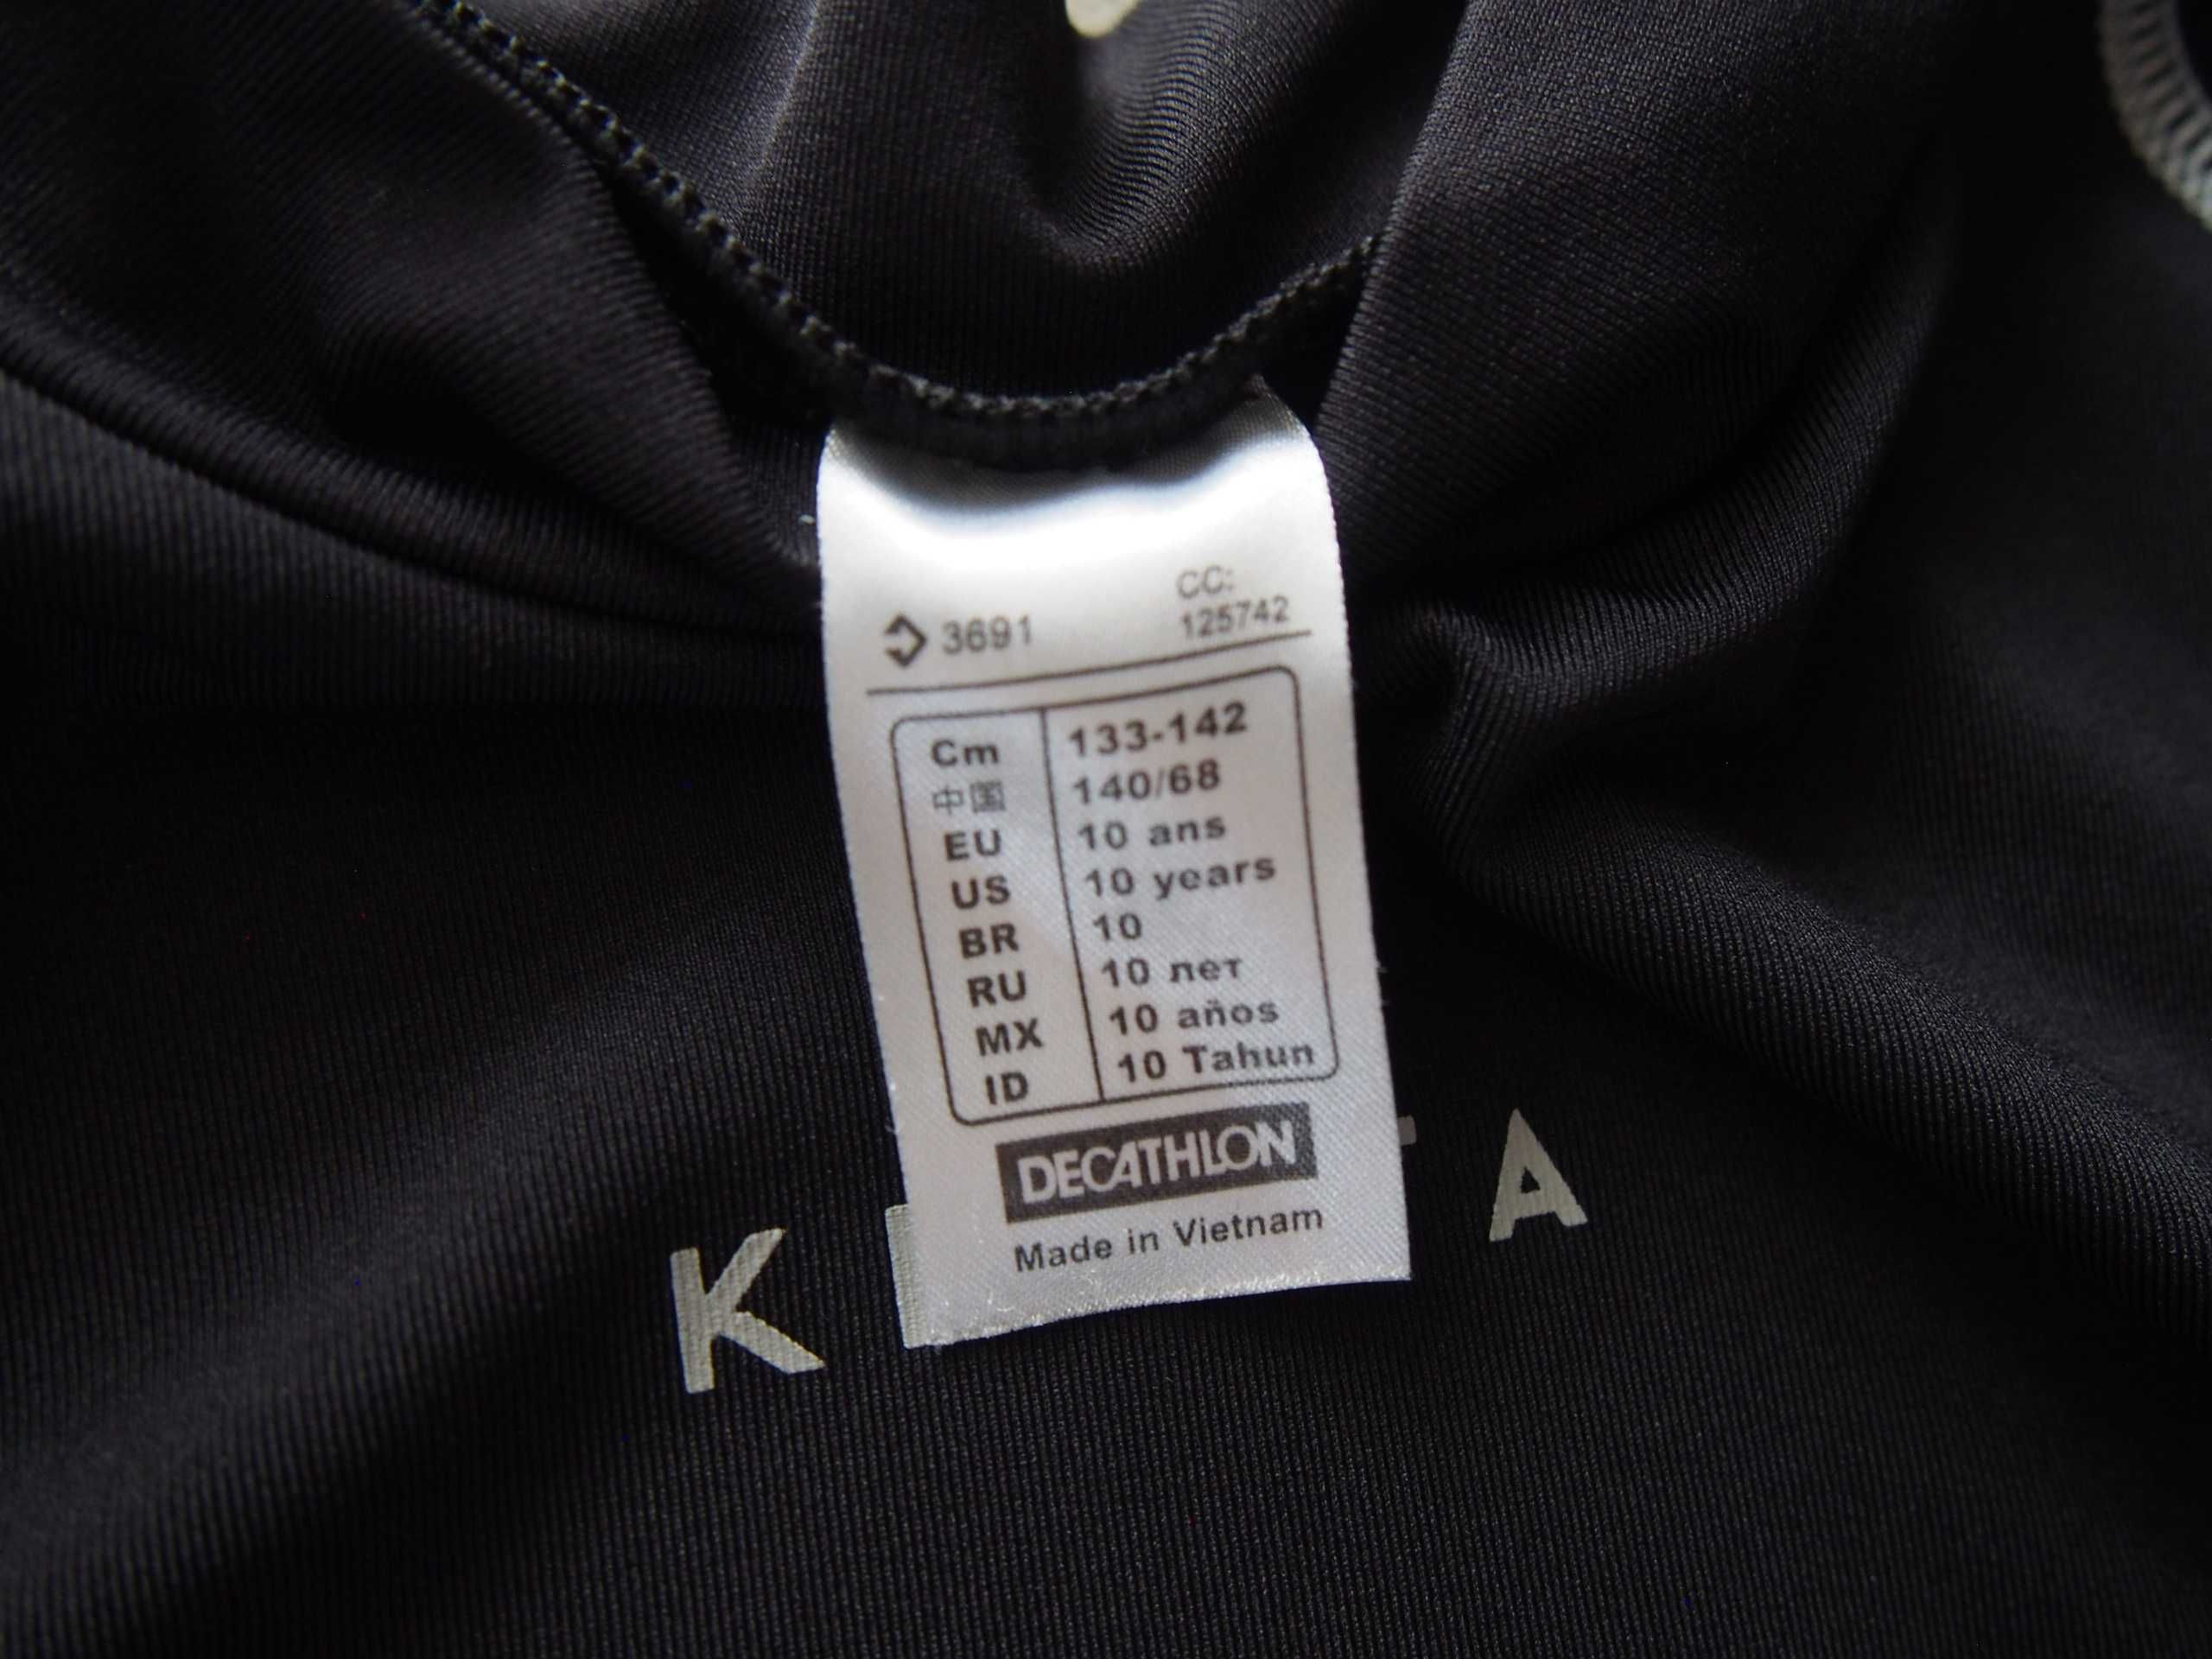 3691
CC:
125742
Cm 133-142
中国 140/68
EU 10 ans
US 10 years
BR 10
RU 10 лет
MX 10 años
ID 10 Tahun
DECATHLON
Made in Vietnam